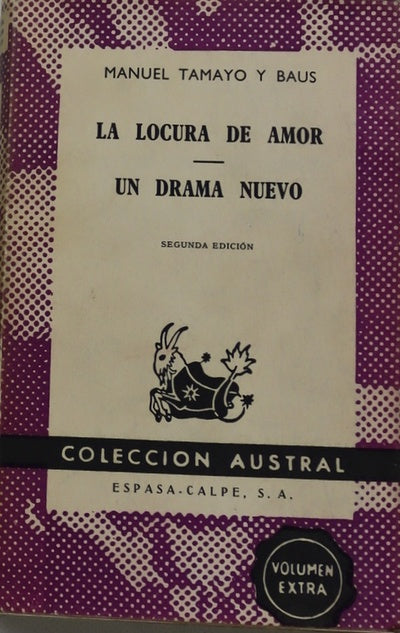 MANUEL TAMAYO Y BAUS
LA LOCURA DE AMOR
UN DRAMA NUEVO
SEGUNDA EDICIÓN
COLECCION AUSTRAL
ESPASA-CALPE, S. A.
VOLUMEN
EXTRA